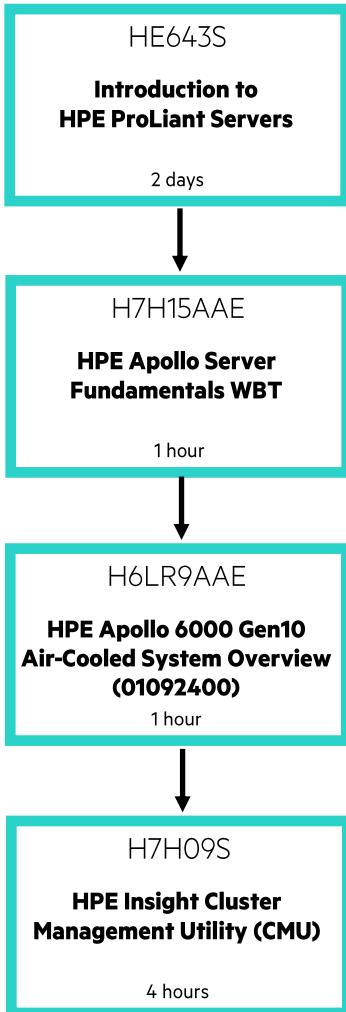 HE643S
Introduction to
HPE ProLiant Servers
2 days
H7H15AAE
HPE Apollo Server
Fundamentals WBT
1 hour
H6LR9AAE
HPE Apollo 6000 Gen10
Air-Cooled System Overview
(01092400)
1 hour
H7H09S
HPE Insight Cluster
Management Utility (CMU)
4 hours